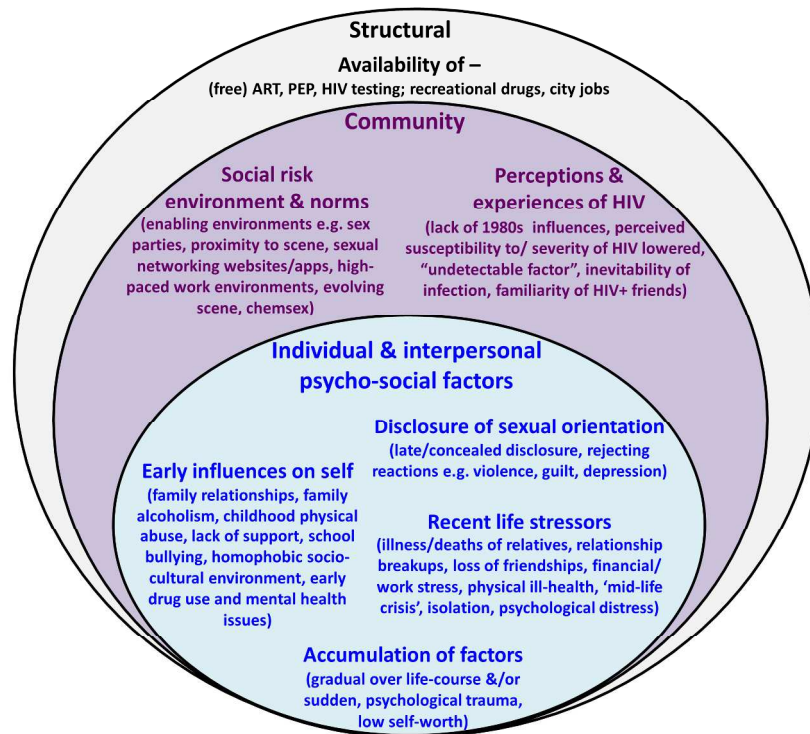 Structural
Availability of –
(free) ART, PEP, HIV testing; recreational drugs, city jobs
Community
Social risk
environment & norms
(enabling environments e.g. sex
parties, proximity to scene, sexual
networking websites/apps, high-
paced work environments, evolving
scene, chemsex)
Perceptions &
experiences of HIV
(lack of 1980s influences, perceived
susceptibility to/ severity of HIV lowered,
“undetectable factor”, inevitability of
infection, familiarity of HIV+ friends)
Individual & interpersonal
psycho-social factors
Disclosure of sexual orientation
(late/concealed disclosure, rejecting
reactions e.g. violence, guilt, depression)
Early influences on self
(family relationships, family
alcoholism, childhood physical
abuse, lack of support, school
bullying, homophobic socio-
cultural environment, early
drug use and mental health
issues)
Recent life stressors
(illness/deaths of relatives, relationship
breakups, loss of friendships, financial/
work stress, physical ill-health, ‘mid-life
crisis’, isolation, psychological distress)
Accumulation of factors
(gradual over life-course &/or
sudden, psychological trauma,
low self-worth)